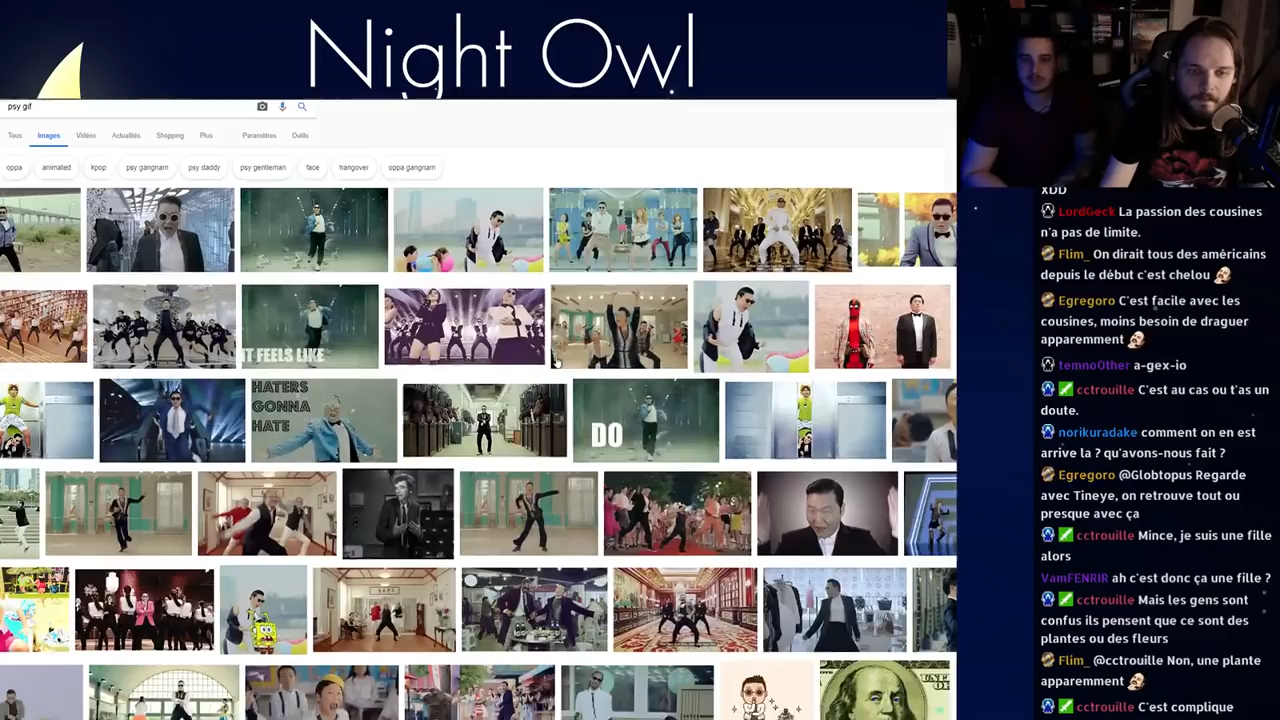 Night Owl
psy gif
Tous Images Vidéos Actualités Shopping Plus Paramètres Outils
oppa animated kpop psy gangnam psy daddy psy gentleman face hangover oppa gangnam
IT FEELS LIKE
HATERS
GONNA
HATE
DO
XDD
LordGeck La passion des cousines
n'a pas de limite.
Flim_ On dirait tous des américains
depuis le début c'est chelou
Egregoro C'est facile avec les
cousines, moins besoin de draguer
apparemment
temnoOther a-gex-io
cctrouille C'est au cas ou t'as un
doute.
norikuradake comment on en est
arrive la ? qu'avons-nous fait ?
Egregoro @Globtopus Regarde
avec Tineye, on retrouve tout ou
presque avec ça
cctrouille Mince, je suis une fille
alors
VamFENRIR ah c'est donc ça une fille ?
cctrouille Mais les gens sont
confus ils pensent que ce sont des
plantes ou des fleurs
Flim_ @cctrouille Non, une plante
apparemment
cctrouille C'est complique